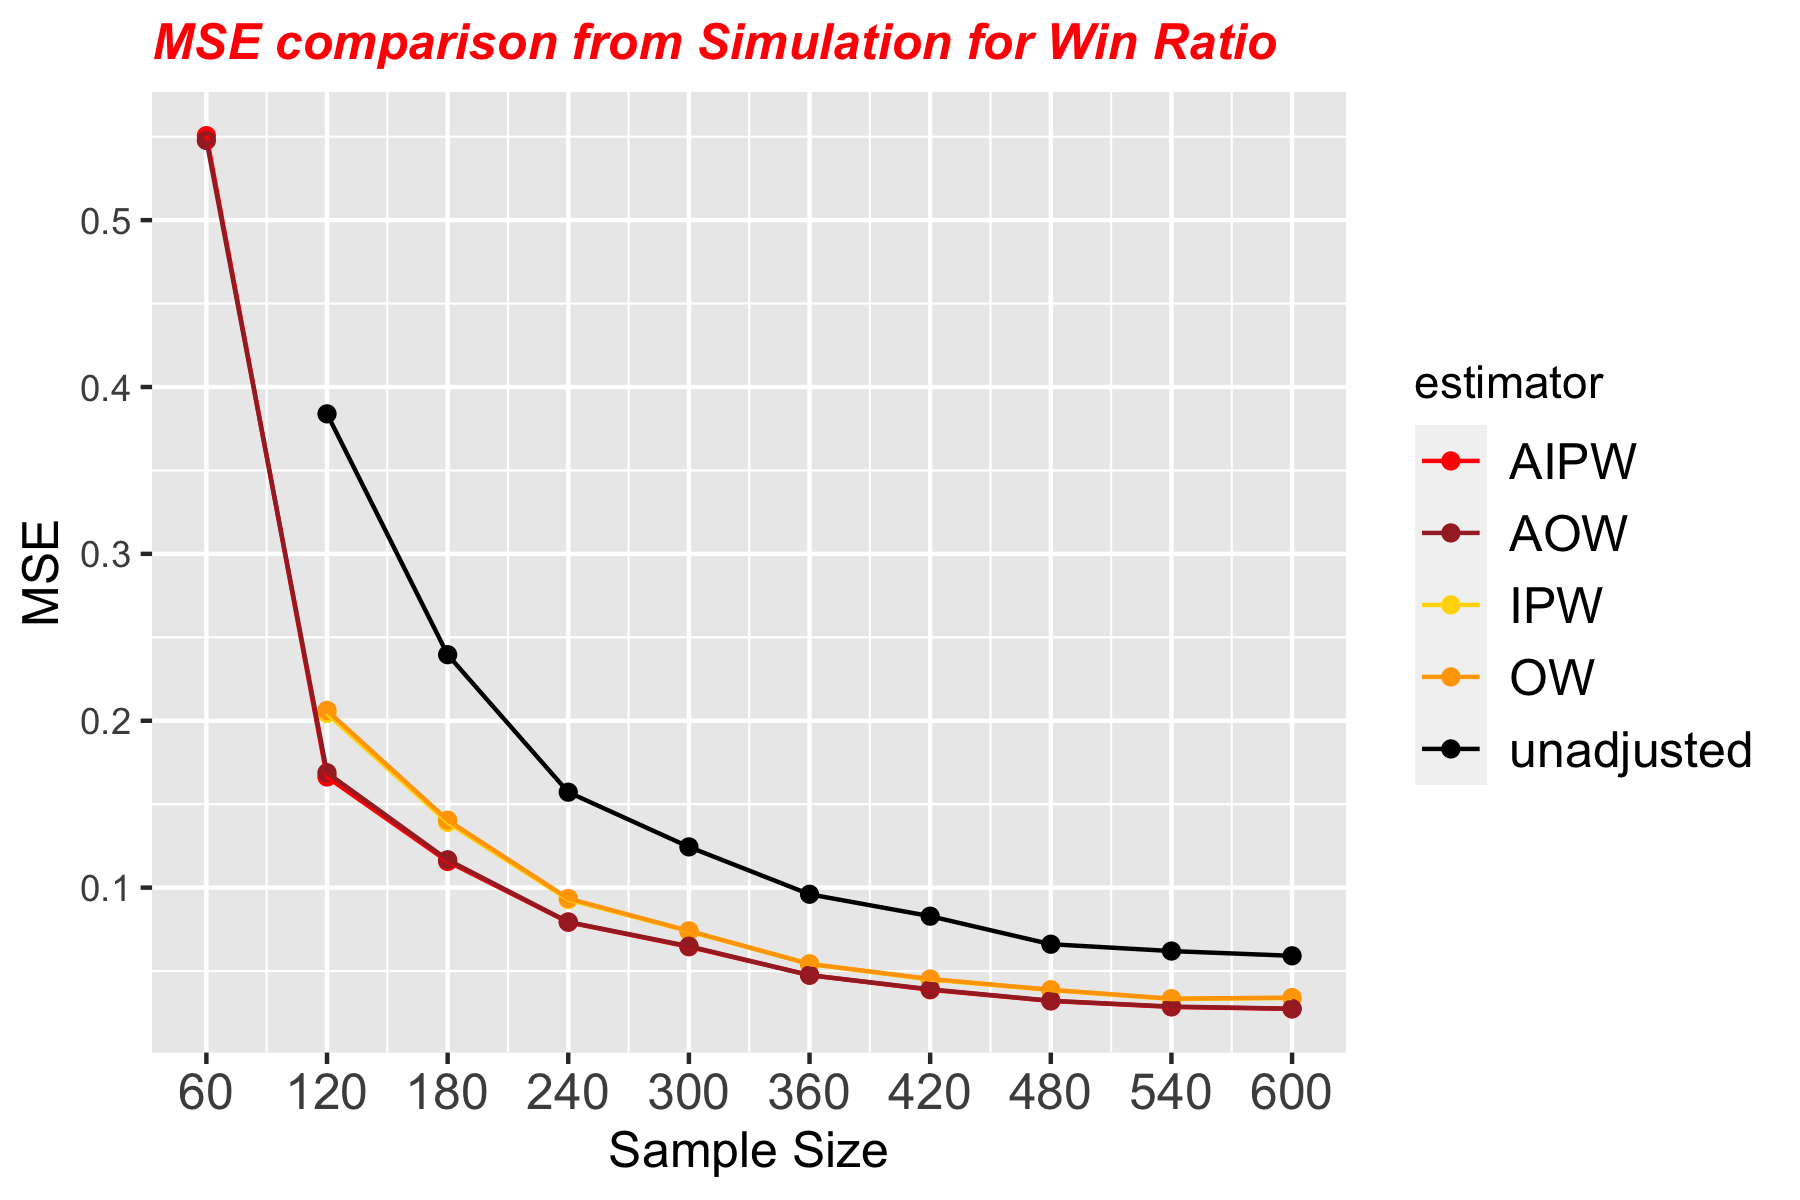 MSE comparison from Simulation for Win Ratio
MSE
0.5
0.4
0.3
0.2
0.1
60 120 180 240 300 360 420 480 540 600
Sample Size
estimator
AIPW
AOW
IPW
OW
unadjusted